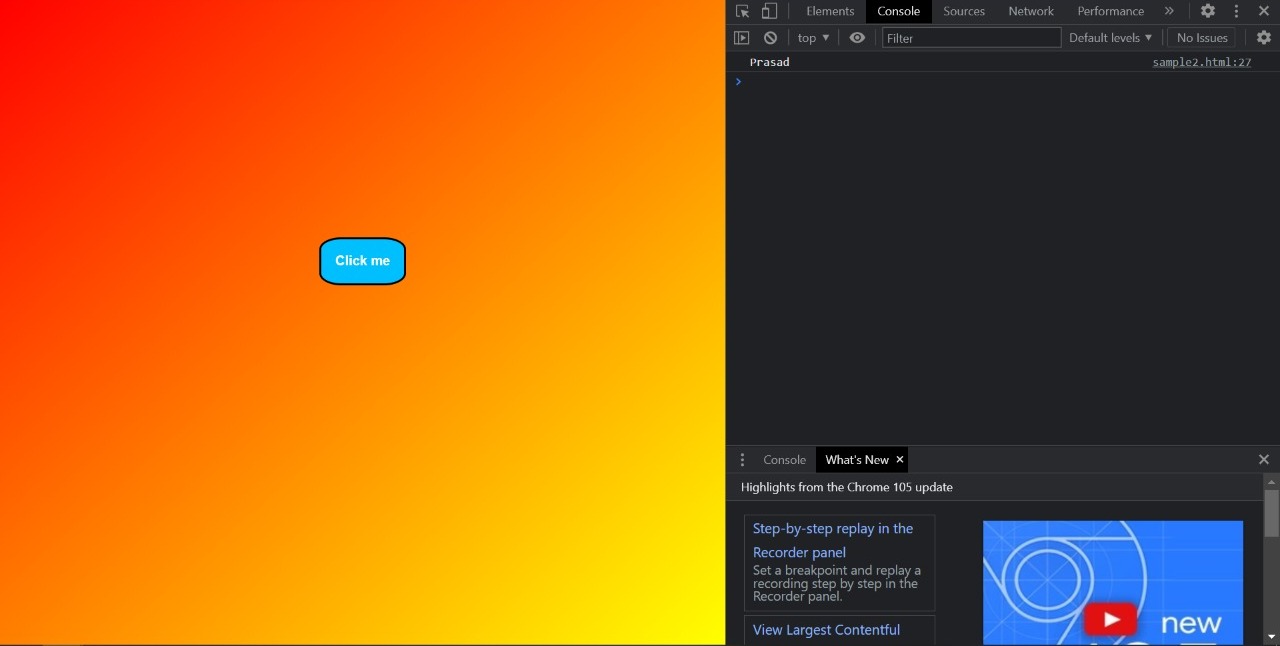 Click me
Elements Console Sources Network Performance »
top ▼ Filter Default levels ▼ No Issues
Prasad sample2.html:27
>
Console What's New ×
Highlights from the Chrome 105 update
Step-by-step replay in the
Recorder panel
Set a breakpoint and replay a
recording step by step in the
Recorder panel.
View Largest Contentful
new